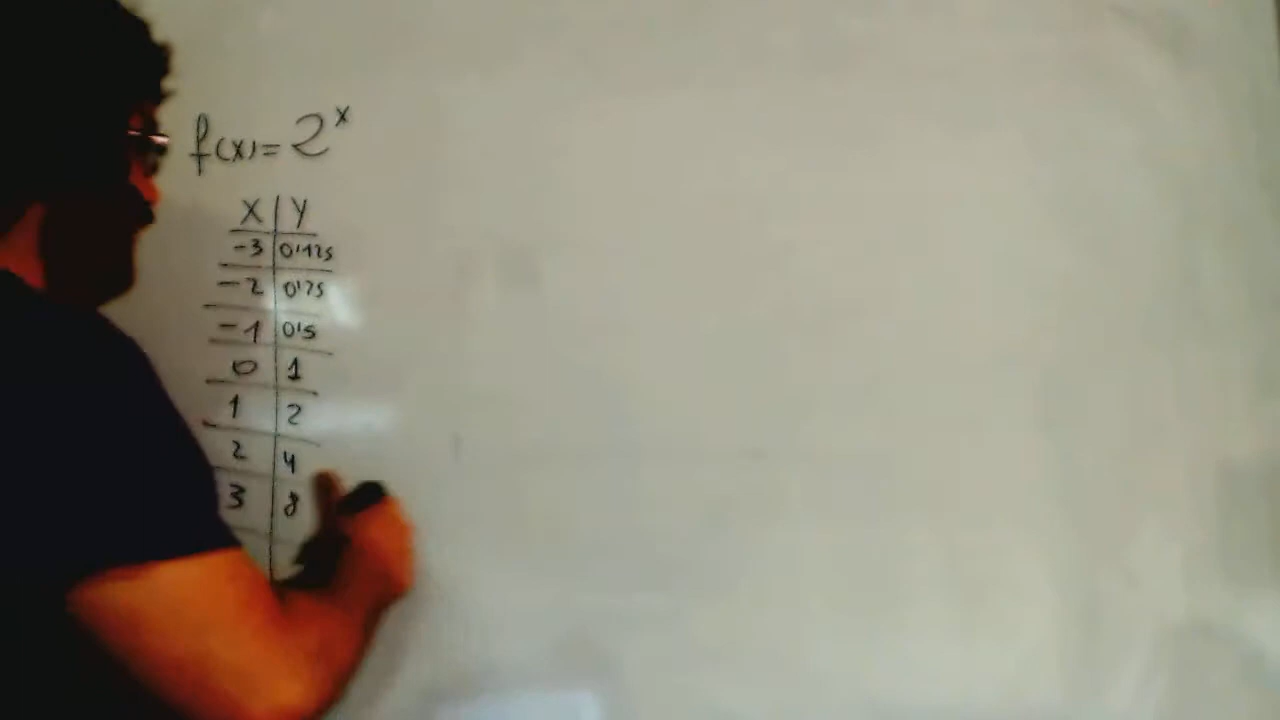 f(x)= 2^x
X | Y
-3 | 0'125
-2 | 0'25
-1 | 0'5
0 | 1
1 | 2
2 | 4
3 | 8